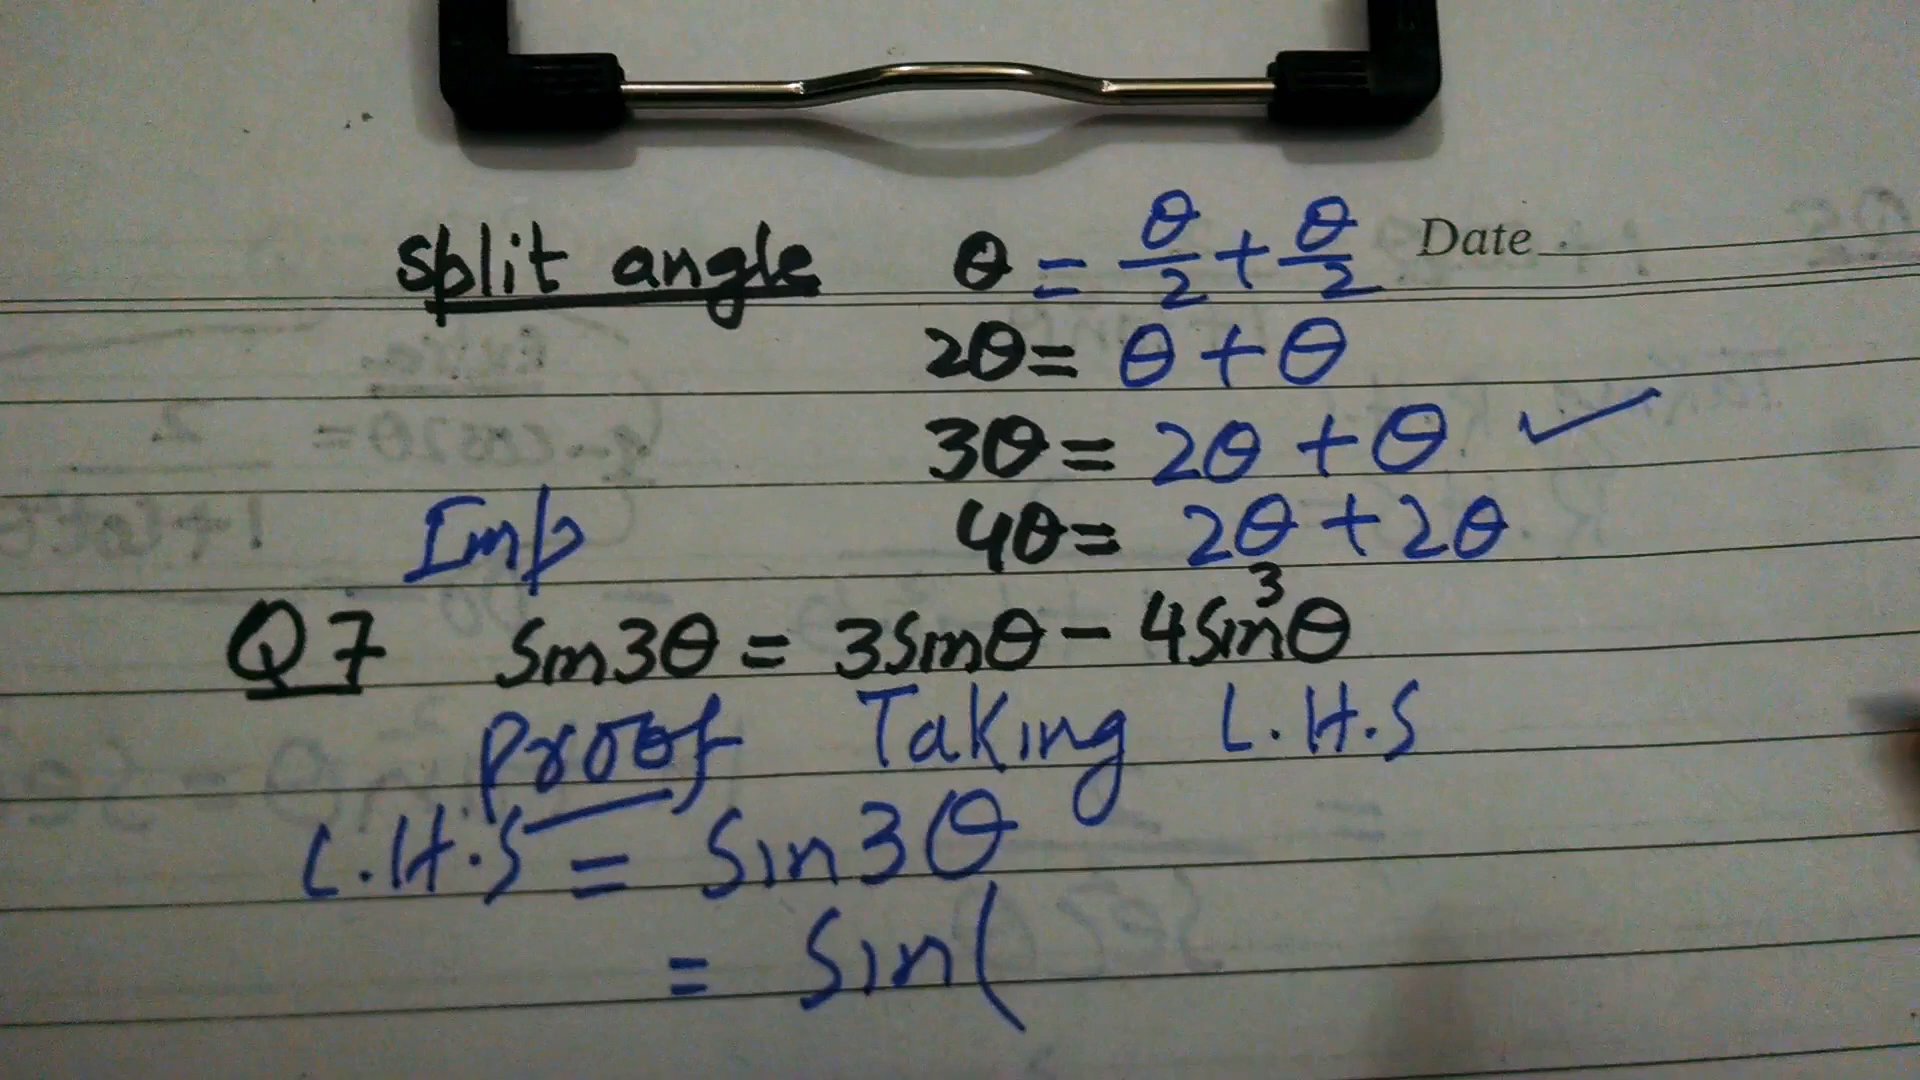 Split angle θ = θ/2 + θ/2 Date
2θ = θ + θ
3θ = 2θ + θ ✓
Imp 4θ = 2θ + 2θ
Q7 Sin3θ = 3Sinθ - 4Sin³θ
Proof Taking L.H.S
L.H.S = Sin3θ
= Sin(